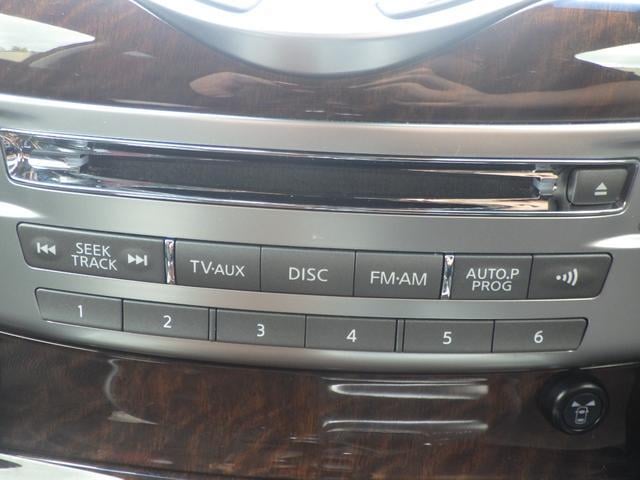 SEEK TRACK
TV·AUX
DISC
FM·AM
AUTO.P PROG
1
2
3
4
5
6